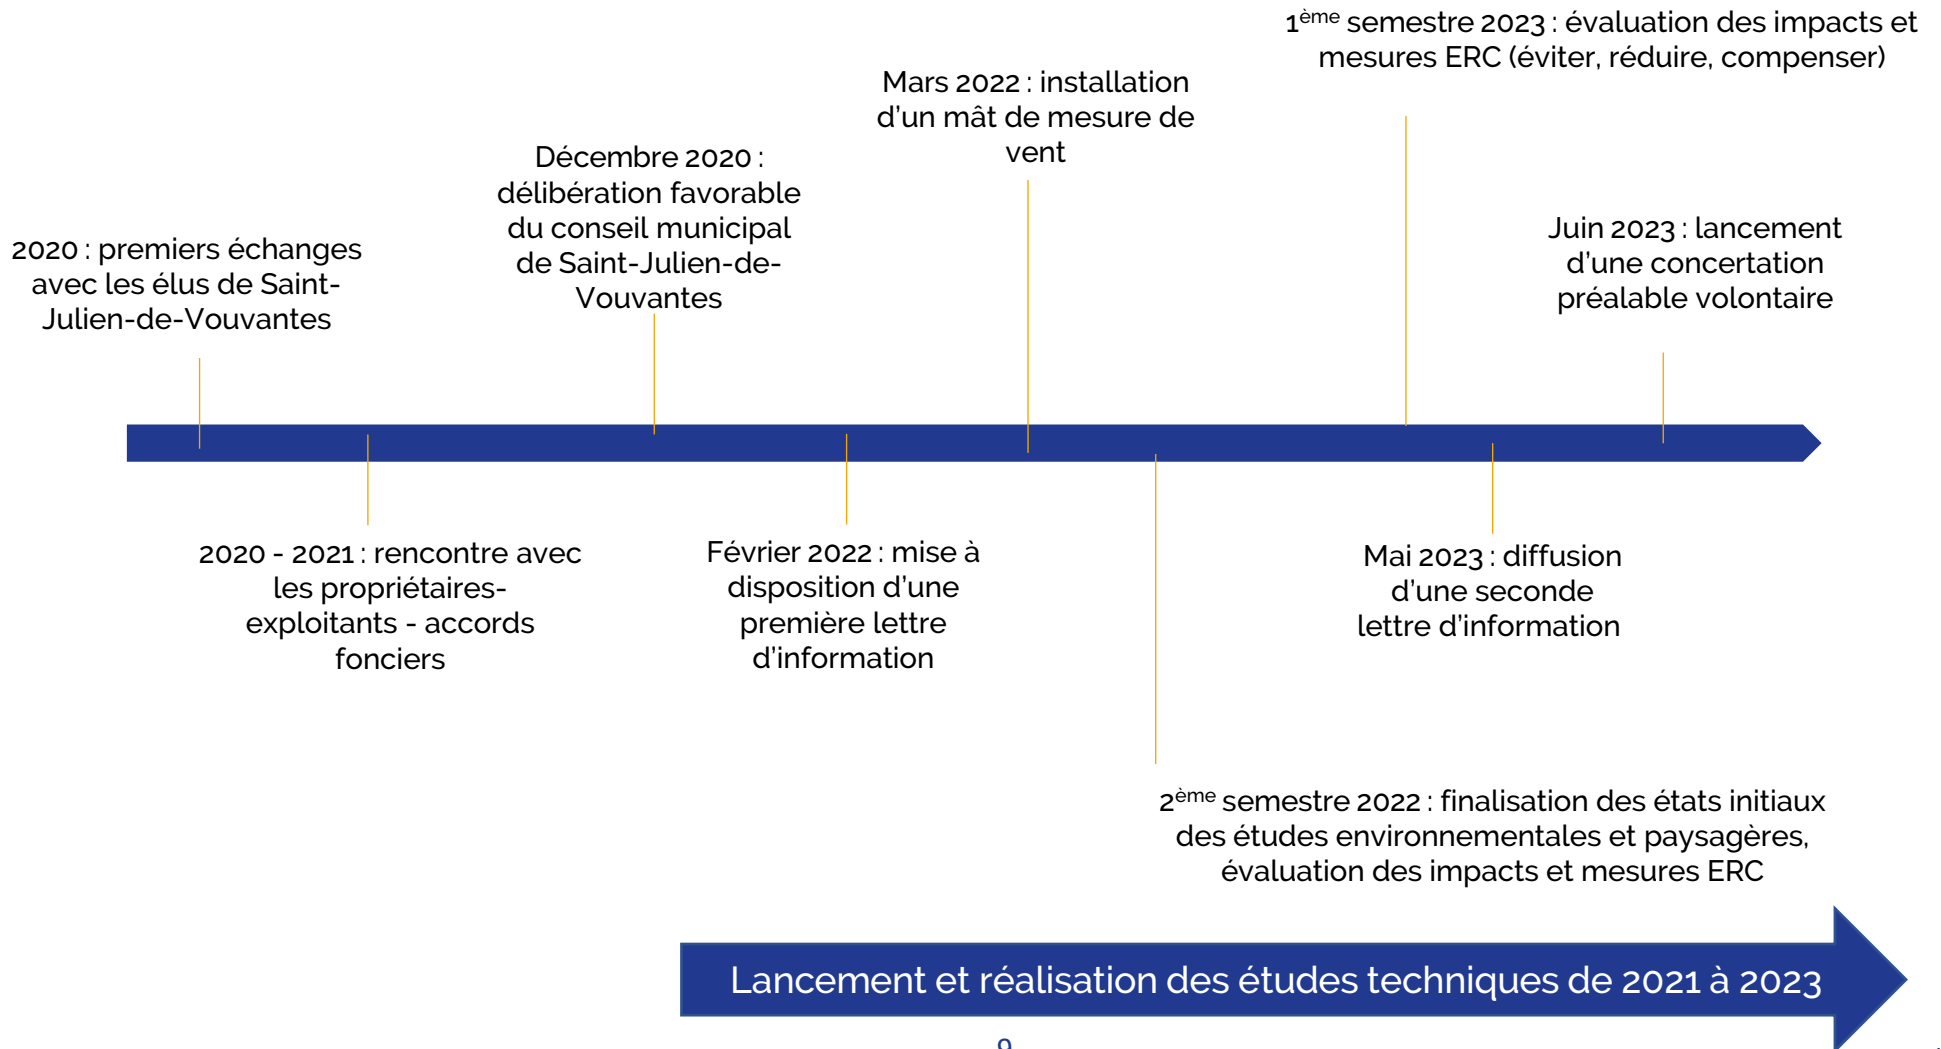 1ème semestre 2023 : évaluation des impacts et
mesures ERC (éviter, réduire, compenser)
Mars 2022 : installation
d’un mât de mesure de
vent
Décembre 2020 :
délibération favorable
du conseil municipal
de Saint-Julien-de-
Vouvantes
Juin 2023 : lancement
d’une concertation
préalable volontaire
2020 : premiers échanges
avec les élus de Saint-
Julien-de-Vouvantes
2020 - 2021 : rencontre avec
les propriétaires-
exploitants - accords
fonciers
Février 2022 : mise à
disposition d’une
première lettre
d’information
Mai 2023 : diffusion
d’une seconde
lettre d’information
2ème semestre 2022 : finalisation des états initiaux
des études environnementales et paysagères,
évaluation des impacts et mesures ERC
Lancement et réalisation des études techniques de 2021 à 2023